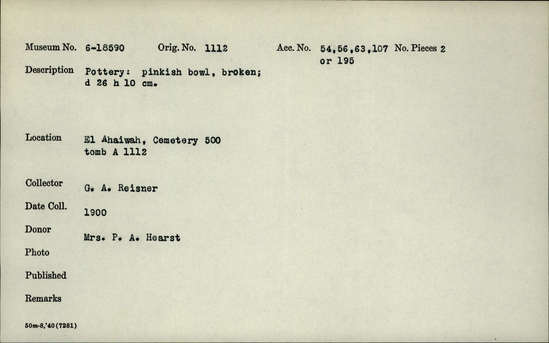 Museum No. 6-18590 Orig. No. 1112 Acc. No. 54,56,63,107 No. Pieces 2
or 195
Description Pottery: pinkish bowl, broken;
d 26 h 10 cm.
Location El Ahaiwah, Cemetery 500
tomb A 1112
Collector G. A. Reisner
Date Coll. 1900
Donor Mrs. P. A. Hearst
Photo
Published
Remarks
50m-8,'40(7281)